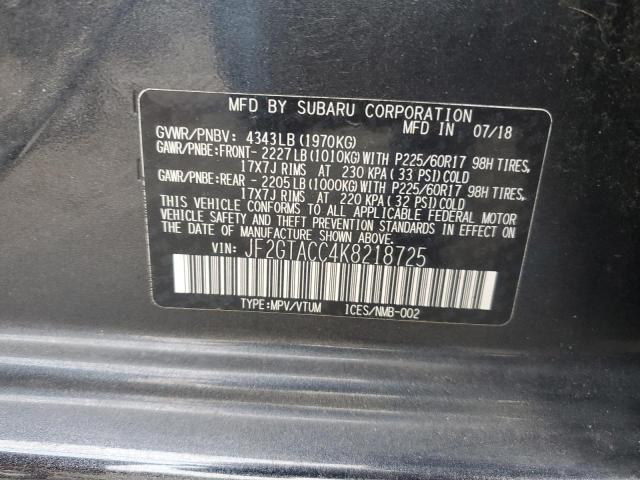 MFD BY SUBARU CORPORATION MFD IN 07/18
GVWR/PNBV: 4343LB (1970KG)
GAWR/PNBE:FRONT- 2227LB(1010KG)WITH P225/60R17 98H TIRES,
17X7J RIMS AT 230 KPA( 33 PSI) COLD
GAWR/PNBE:REAR - 2205LB(1000KG)WITH P225/60R17 98H TIRES,
17X7J RIMS AT 220 KPA( 32 PSI) COLD
THIS VEHICLE CONFORMS TO ALL APPLICABLE FEDERAL MOTOR
VEHICLE SAFETY AND THEFT PREVENTION STANDARDS IN EFFECT ON
THE DATE OF MANUFACTURE SHOWN ABOVE.
VIN: JF2GTACC4K8218725
TYPE:MPV/VTUM ICES/NMB-002